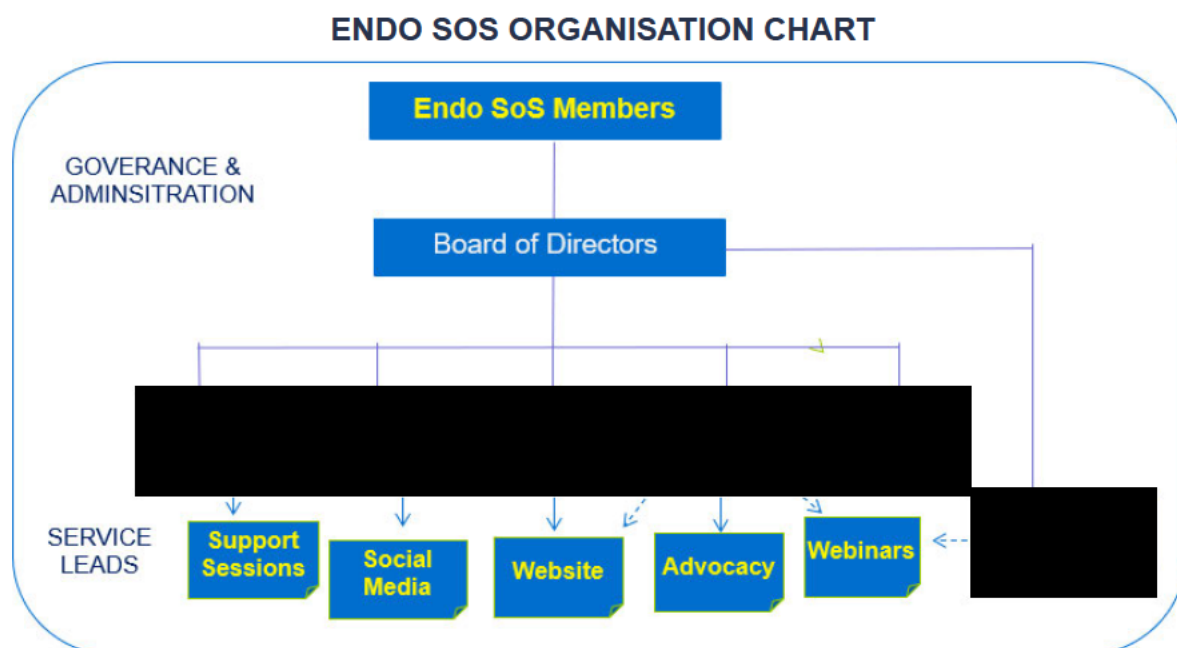 ENDO SOS ORGANISATION CHART
Endo SoS Members
GOVERANCE &
ADMINSITRATION
Board of Directors
SERVICE
LEADS
Support
Sessions
Social
Media
Website
Advocacy
Webinars